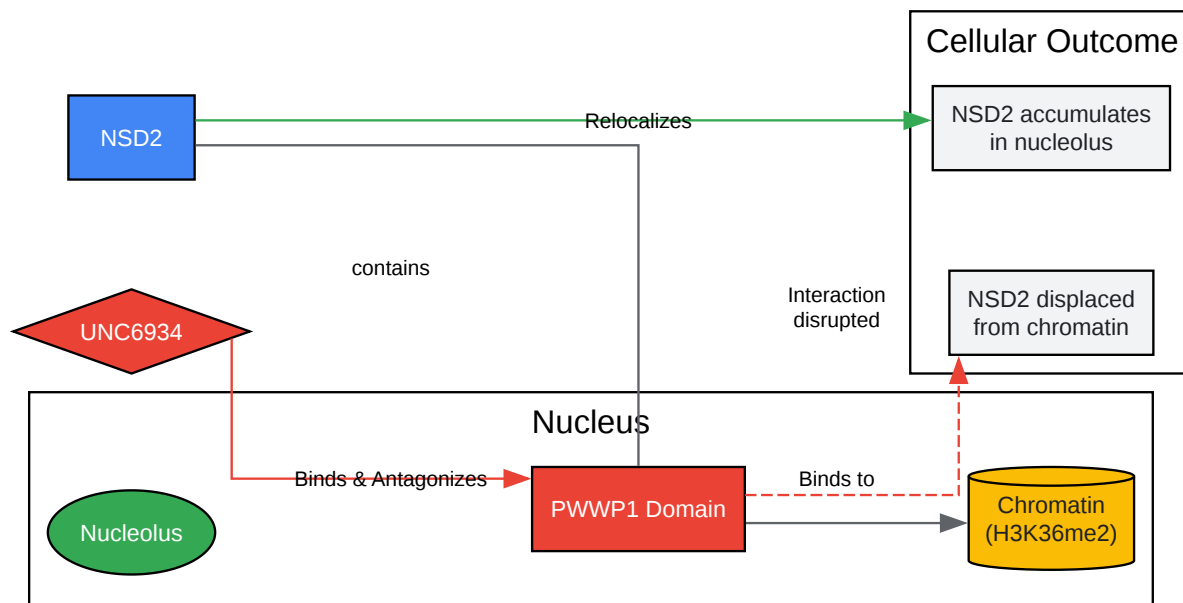 Cellular Outcome
NSD2
Relocalizes
NSD2 accumulates
in nucleolus
contains
Interaction
disrupted
NSD2 displaced
from chromatin
UNC6934
Nucleus
Binds & Antagonizes
PWWP1 Domain
Binds to
Chromatin
(H3K36me2)
Nucleolus